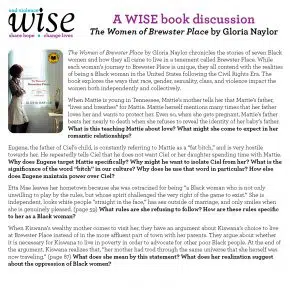 end violence
wise
share hope • change lives
A WISE book discussion
The Women of Brewster Place by Gloria Naylor
The Women of Brewster Place by Gloria Naylor chronicles the stories of seven Black
women and how they all come to live in a tenement called Brewster Place. While
each woman's journey to Brewster Place is unique, they all contend with the realities
of being a Black woman in the United States following the Civil Rights Era. The
book explores the ways that race, gender, sexuality, class, and violence impact the
women both independently and collectively.
When Mattie is young in Tennessee, Mattie's mother tells her that Mattie's father,
"lives and breathes" for Mattie. Mattie herself mentions many times that her father
loves her and wants to protect her. Even so, when she gets pregnant, Mattie's father
beats her nearly to death when she refuses to reveal the identity of her baby's father.
What is this teaching Mattie about love? What might she come to expect in her
romantic relationships?
Eugene, the father of Ciel's child, is constantly referring to Mattie as a "fat bitch," and is very hostile
towards her. He repeatedly tells Ciel that he does not want Ciel or her daughter spending time with Mattie.
Why does Eugene target Mattie specifically? Why might he want to isolate Ciel from her? What is the
significance of the word "bitch" in our culture? Why does he use that word in particular? How else
does Eugene maintain power over Ciel?
Etta Mae leaves her hometown because she was ostracized for being "a Black woman who is not only
unwilling to play by the rules, but whose spirit challenged the very right of the game to exist." She is
independent, looks white people "straight in the face," has sex outside of marriage, and only smiles when
she is genuinely pleased. (page 59) What rules are she refusing to follow? How are these rules specific
to her as a Black woman?
When Kiswana's wealthy mother comes to visit her, they have an argument about Kiswana's choice to live
at Brewster Place instead of in the more affluent part of town with her parents. They argue about whether
it is necessary for Kiswana to live in poverty in order to advocate for other poor Black people. At the end of
the argument, Kiswana realizes that, "her mother had trod through the same universe that she herself was
now traveling." (page 87) What does she mean by this statement? What does her realization suggest
about the oppression of Black women?